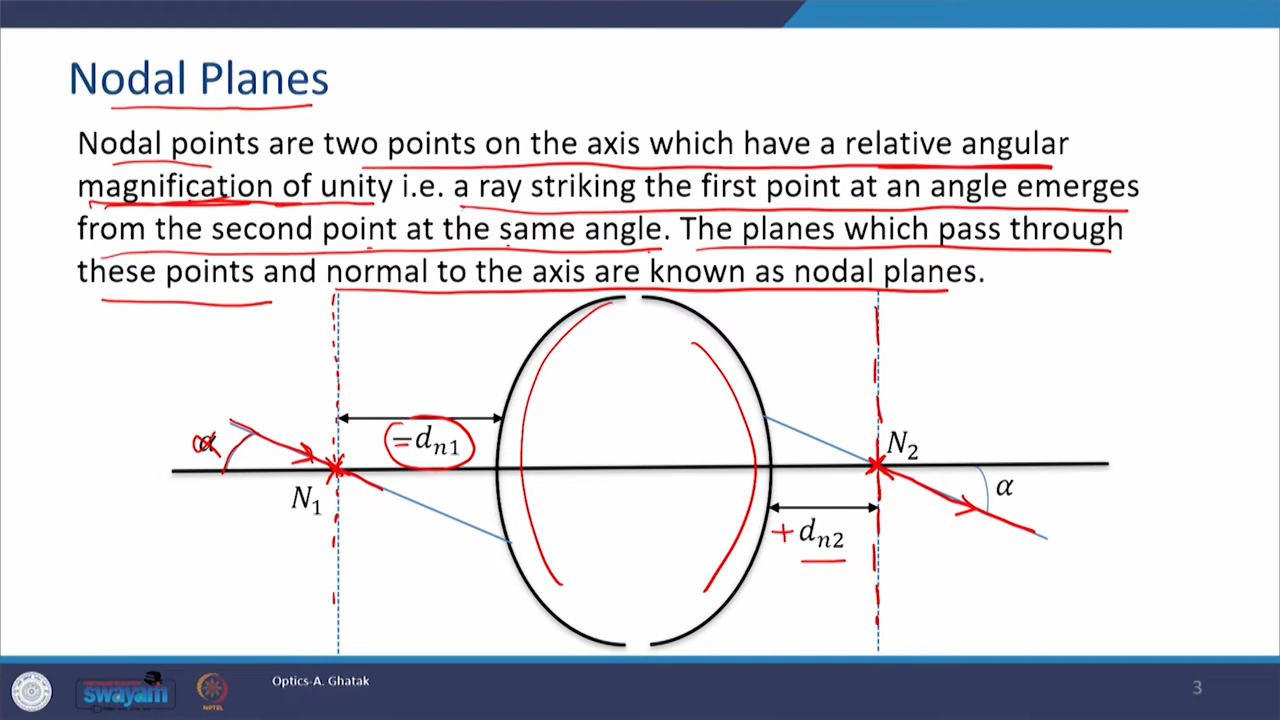 Nodal Planes
Nodal points are two points on the axis which have a relative angular
magnification of unity i.e. a ray striking the first point at an angle emerges
from the second point at the same angle. The planes which pass through
these points and normal to the axis are known as nodal planes.
α
−dn1
N1
N2
α
+ dn2
Optics-A. Ghatak
swayam
NPTEL
3